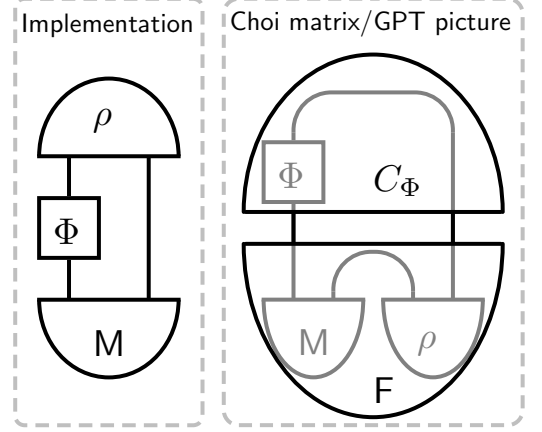 Implementation
ρ
Φ
M
Choi matrix/GPT picture
Φ
C_Φ
M
ρ
F